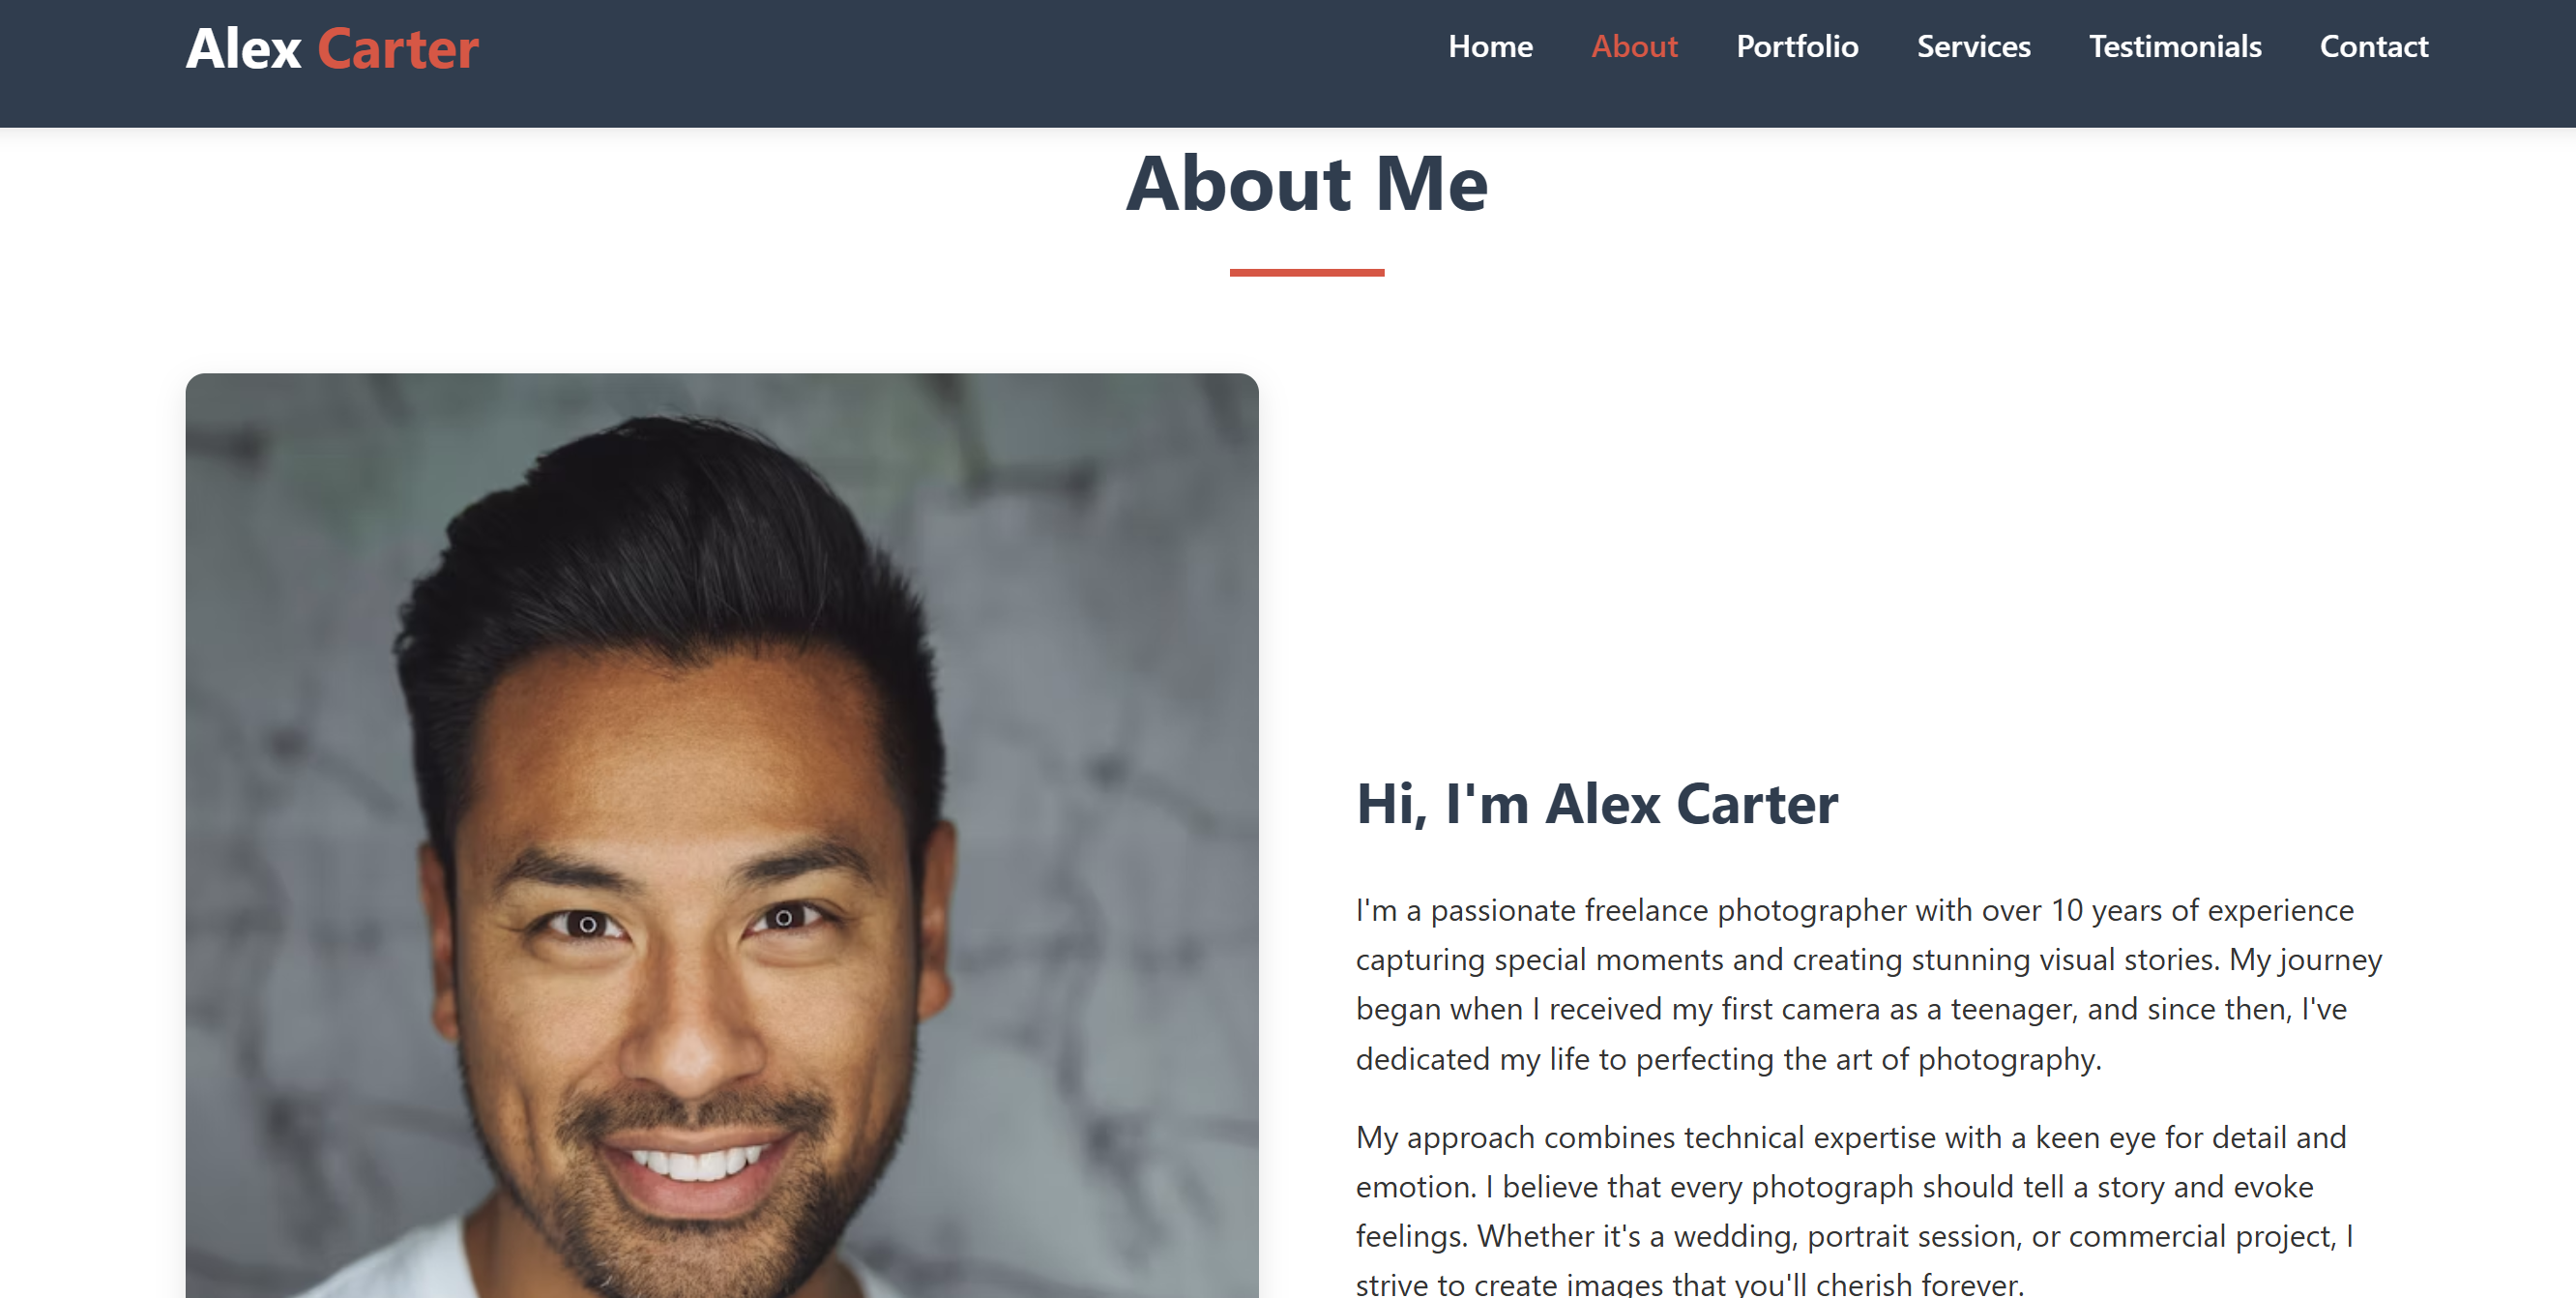 Alex Carter
Home About Portfolio Services Testimonials Contact
About Me
Hi, I'm Alex Carter
I'm a passionate freelance photographer with over 10 years of experience
capturing special moments and creating stunning visual stories. My journey
began when I received my first camera as a teenager, and since then, I've
dedicated my life to perfecting the art of photography.
My approach combines technical expertise with a keen eye for detail and
emotion. I believe that every photograph should tell a story and evoke
feelings. Whether it's a wedding, portrait session, or commercial project, I
strive to create images that you'll cherish forever.